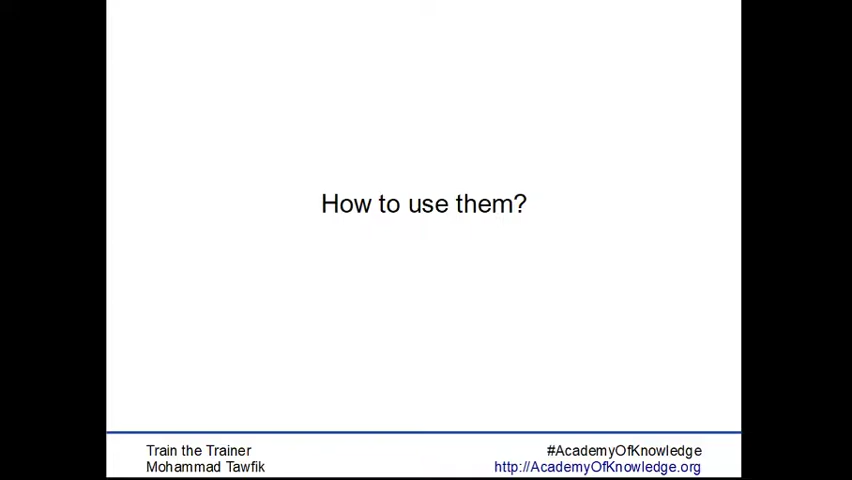 How to use them?
Train the Trainer
Mohammad Tawfik
#AcademyOfKnowledge
http://AcademyOfKnowledge.org